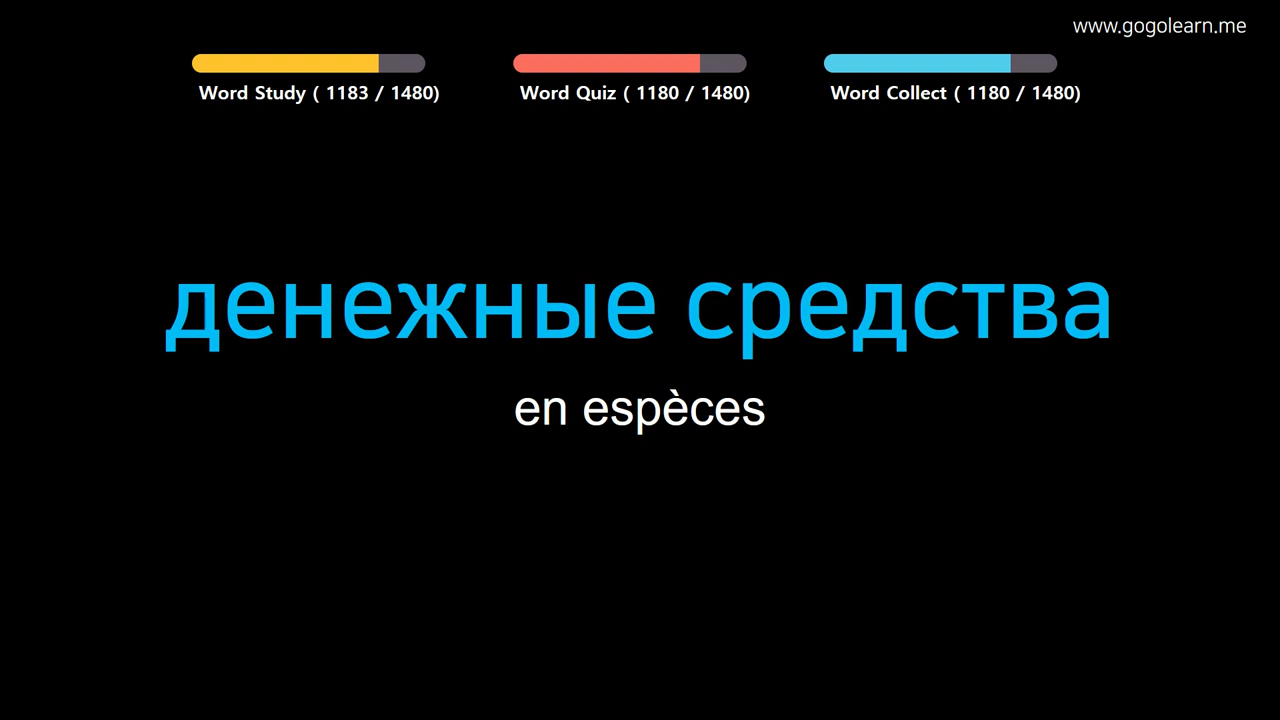 www.gogolearn.me
Word Study ( 1183 / 1480)
Word Quiz ( 1180 / 1480)
Word Collect ( 1180 / 1480)
денежные средства
en espèces